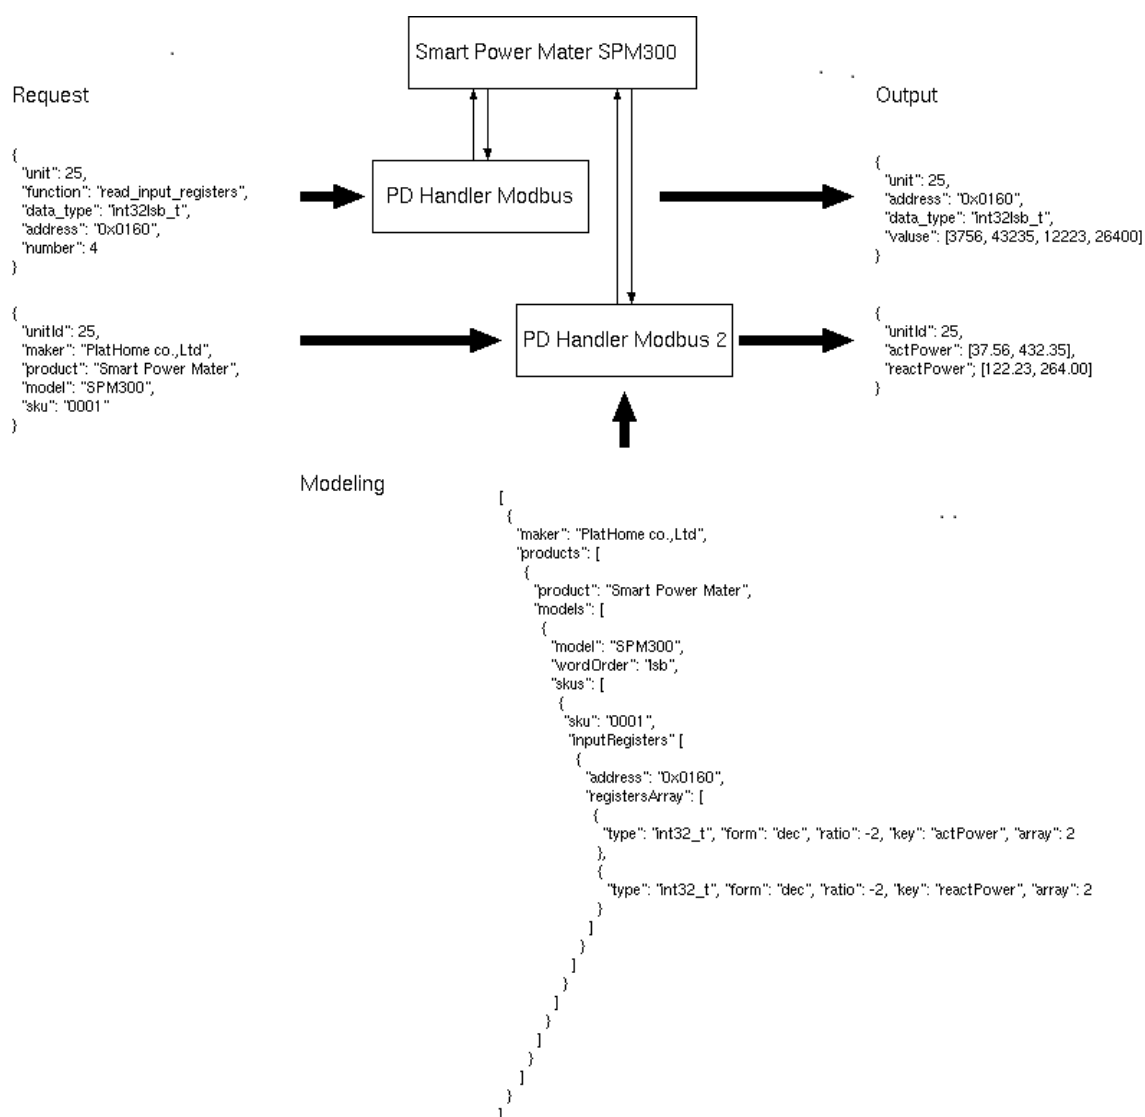 Smart Power Mater SPM300
Request
Output
{
"unit": 25,
"function": "read_input_registers",
"data_type": "int32lsb_t",
"address": "0x0160",
"number": 4
}
PD Handler Modbus
{
"unit": 25,
"address": "0x0160",
"data_type": "int32lsb_t",
"valuse": [3756, 43235, 12223, 26400]
}
{
"unitId": 25,
"maker": "PlatHome co.,Ltd",
"product": "Smart Power Mater",
"model": "SPM300",
"sku": "0001"
}
PD Handler Modbus 2
{
"unitId": 25,
"actPower": [37.56, 432.35],
"reactPower"; [122.23, 264.00]
}
Modeling
[
{
"maker": "PlatHome co.,Ltd",
"products": [
{
"product": "Smart Power Mater",
"models": [
{
"model": "SPM300",
"wordOrder": "lsb",
"skus": [
{
"sku": "0001",
"inputRegisters" [
{
"address": "0x0160",
"registersArray": [
{
"type": "int32_t", "form": "dec", "ratio": -2, "key": "actPower", "array": 2
},
{
"type": "int32_t", "form": "dec", "ratio": -2, "key": "reactPower", "array": 2
}
]
}
]
}
]
}
]
}
]
}
]